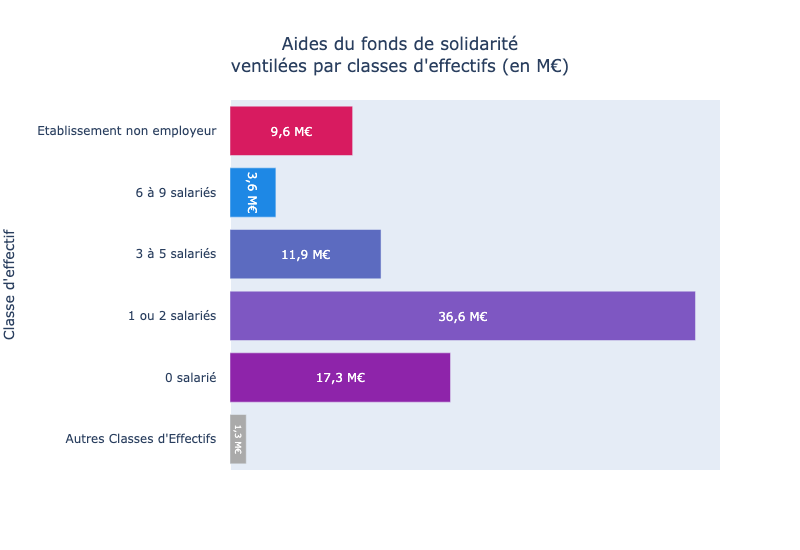 Aides du fonds de solidarité
ventilées par classes d'effectifs (en M€)
Classe d'effectif
Etablissement non employeur
9,6 M€
6 à 9 salariés
3,6 M€
3 à 5 salariés
11,9 M€
1 ou 2 salariés
36,6 M€
0 salarié
17,3 M€
Autres Classes d'Effectifs
1,3 M€